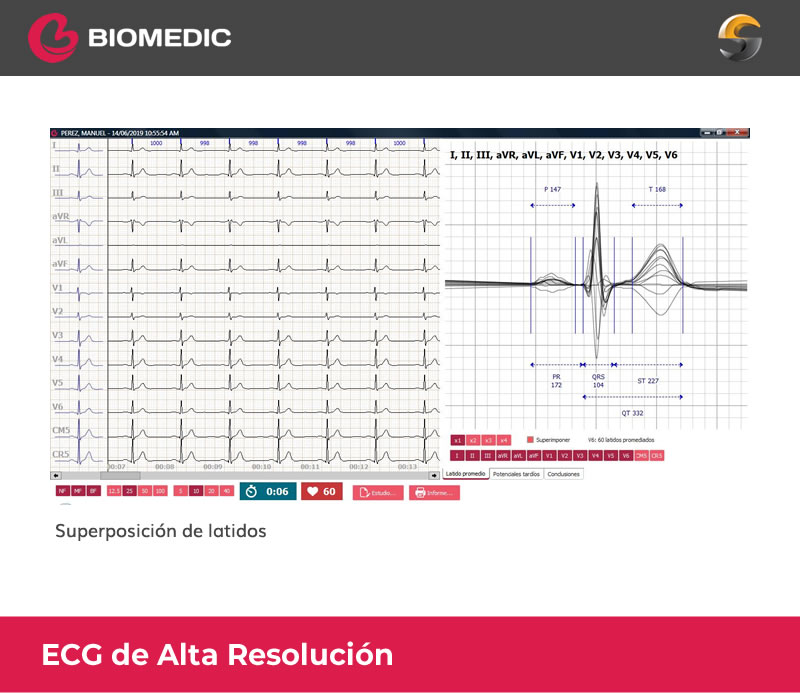 BIOMEDIC
PEREZ, MANUEL - 14/06/2019 10:55:54 AM
1000 998 998 998 998 1000
I
II
III
aVR
aVL
aVF
V1
V2
V3
V4
V5
V6
CM5
CR5
00:07 00:08 00:09 00:10 00:11 00:12 00:13
NF MF BF 12.5 25 50 100 5 10 20 40 0:06 60 Estudio... Informe...
I, II, III, aVR, aVL, aVF, V1, V2, V3, V4, V5, V6
P 147 T 168
PR QRS
172 104 ST 227
QT 332
x1 x2 x3 x4 Superimponer V6: 60 latidos promediados
I II III aVR aVL aVF V1 V2 V3 V4 V5 V6 CM5 CR5
Latido promedio Potenciales tardíos Conclusiones
Superposición de latidos
ECG de Alta Resolución